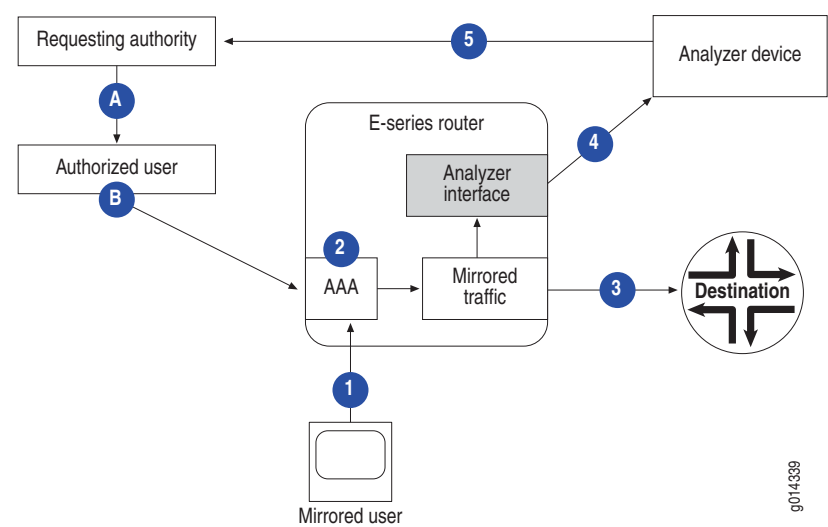 Requesting authority
5
Analyzer device
A
E-series router
4
Authorized user
Analyzer
interface
B
2
AAA
Mirrored
traffic
3
Destination
1
Mirrored user
g014339